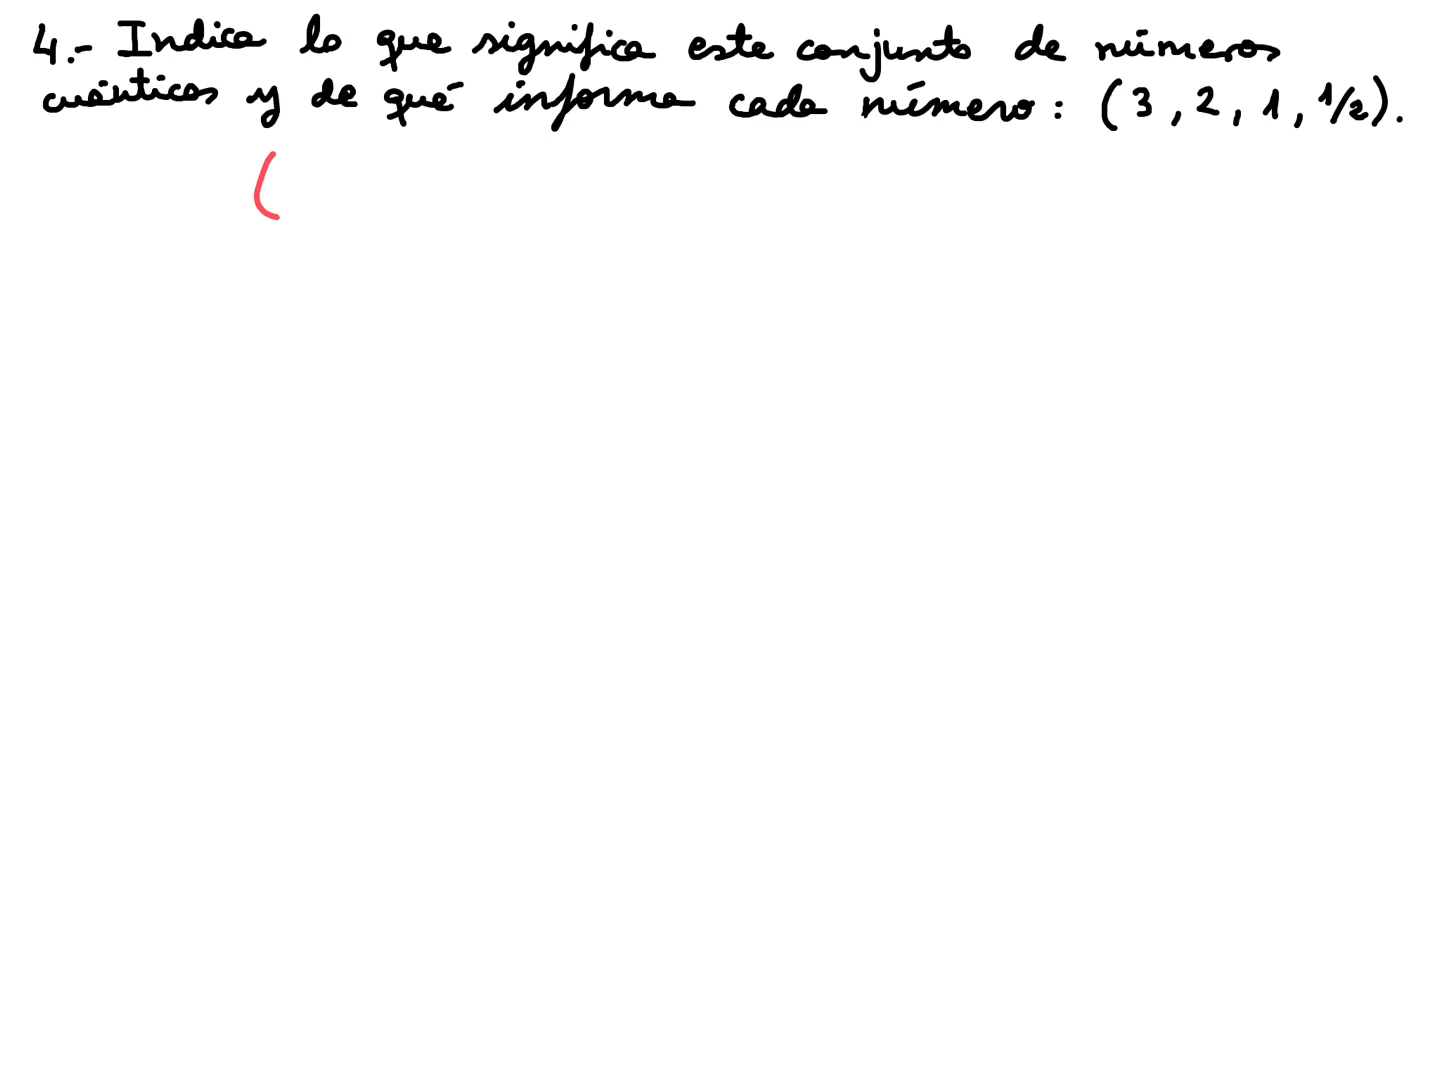 4.- Indica lo que significa este conjunto de números
cuánticos y de qué informa cada número: (3, 2, 1, 1/2).
(